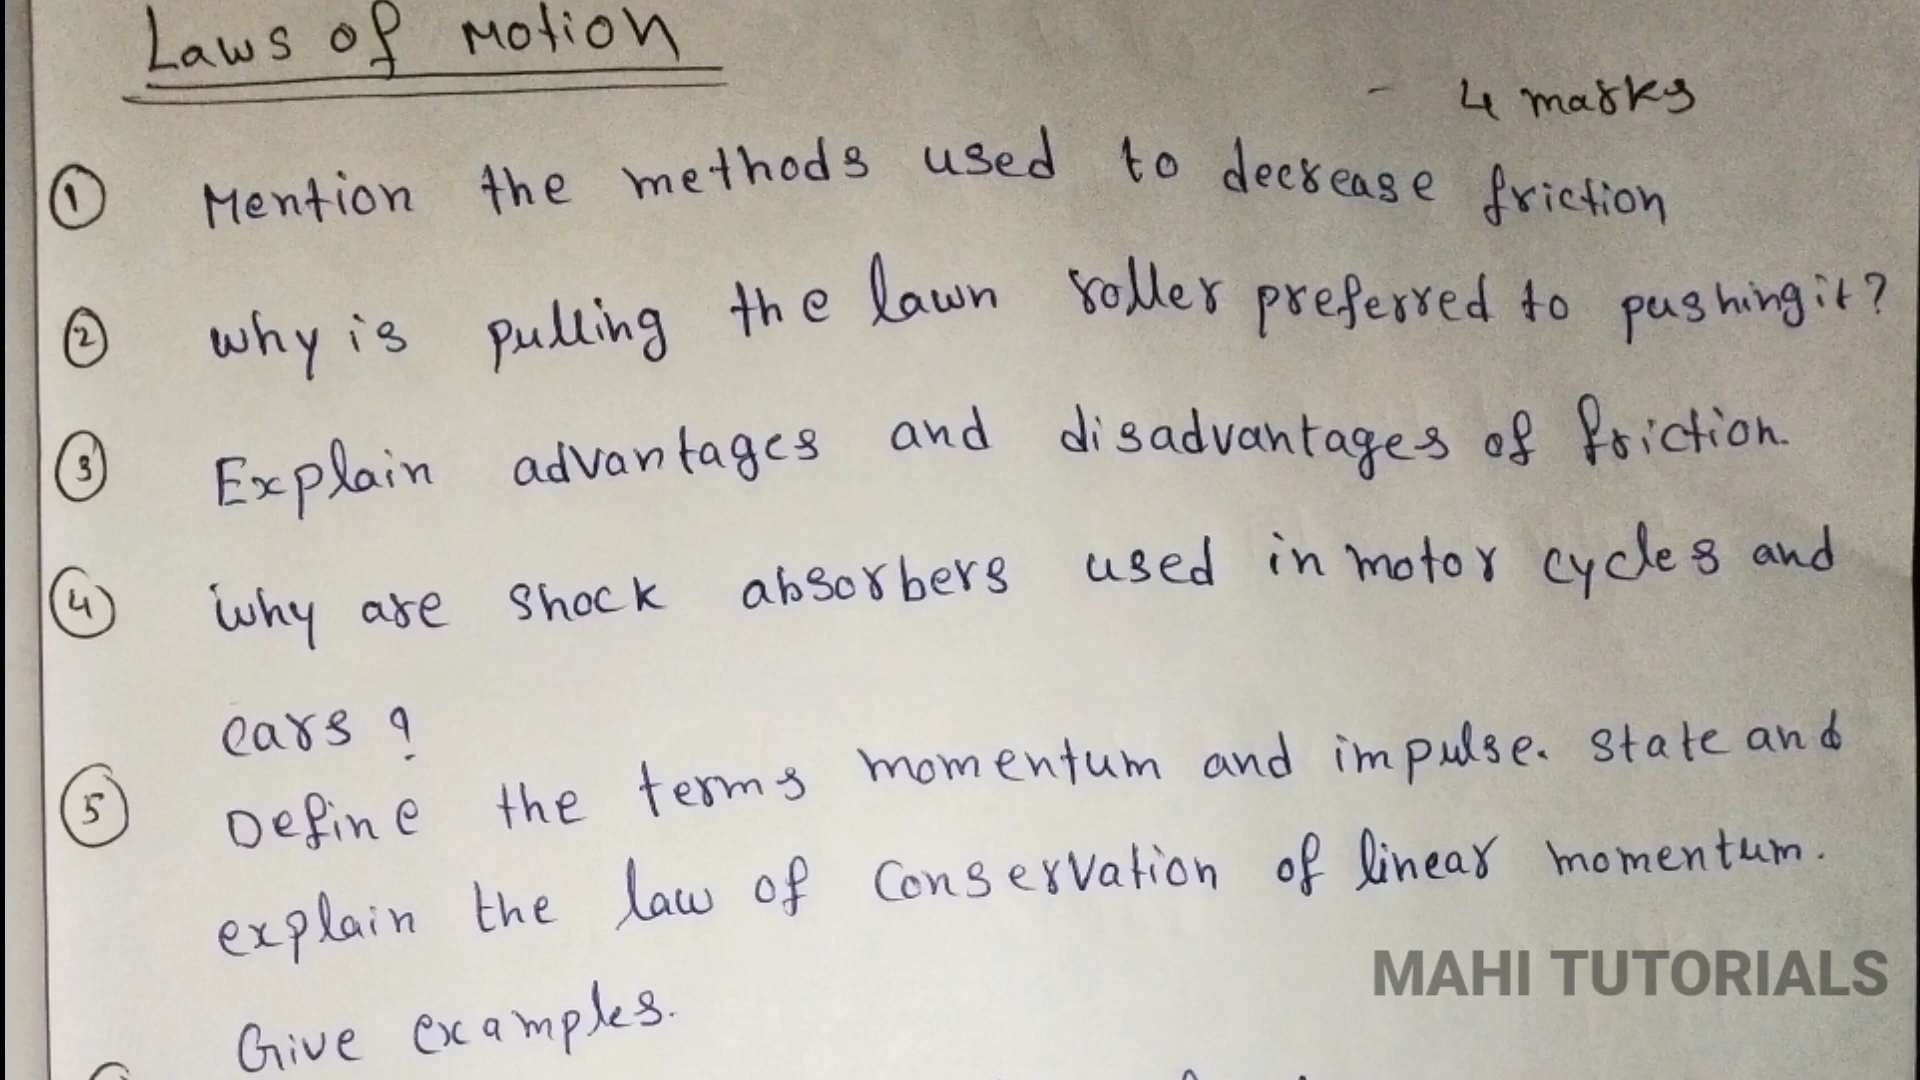 Laws of Motion
- 4 marks
① Mention the methods used to decrease friction
② Why is pulling the lawn roller preferred to pushing it?
③ Explain advantages and disadvantages of friction.
④ Why are shock absorbers used in motor cycles and
cars?
⑤ Define the terms momentum and impulse. State and
explain the law of Conservation of linear momentum.
Give examples.
MAHI TUTORIALS